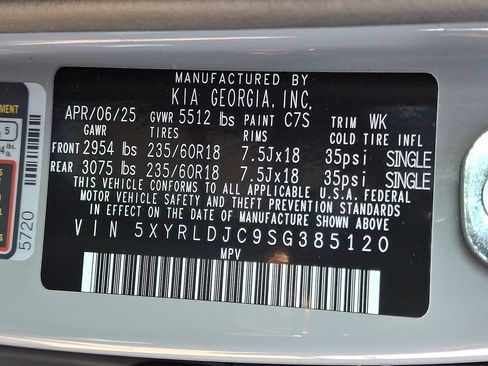 MANUFACTURED BY
KIA GEORGIA, INC,
APR/06/25 GVWR 5512 lbs PAINT C7S TRIM WK
GAWR TIRES RIMS COLD TIRE INFL
FRONT 2954 lbs 235/60R18 7.5Jx18 35psi SINGLE
REAR 3075 lbs 235/60R18 7.5Jx18 35psi SINGLE
THIS VEHICLE CONFORMS TO ALL APPLICABLE U.S.A. FEDERAL
MOTOR VEHICLE SAFETY AND THEFT PREVENTION STANDARDS
IN EFFECT ON THE DATE OF MANUFACTURE SHOWN ABOVE
VIN 5XYRLDJC9SG385120
MPV
5
5720